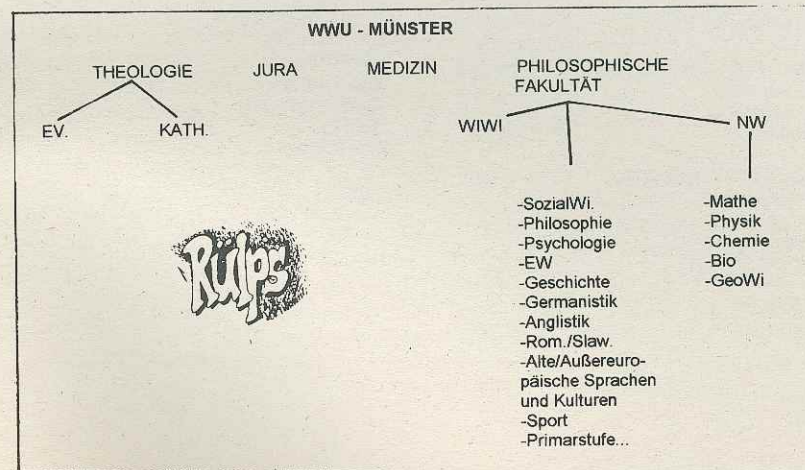 WWU - MÜNSTER
THEOLOGIE JURA MEDIZIN PHILOSOPHISCHE
FAKULTÄT
EV. KATH. WIWI NW
-SozialWi.
-Philosophie
-Psychologie
-EW
-Geschichte
-Germanistik
-Anglistik
-Rom./Slaw.
-Alte/Außereuro-
päische Sprachen
und Kulturen
-Sport
-Primarstufe...
-Mathe
-Physik
-Chemie
-Bio
-GeoWi
Rülps